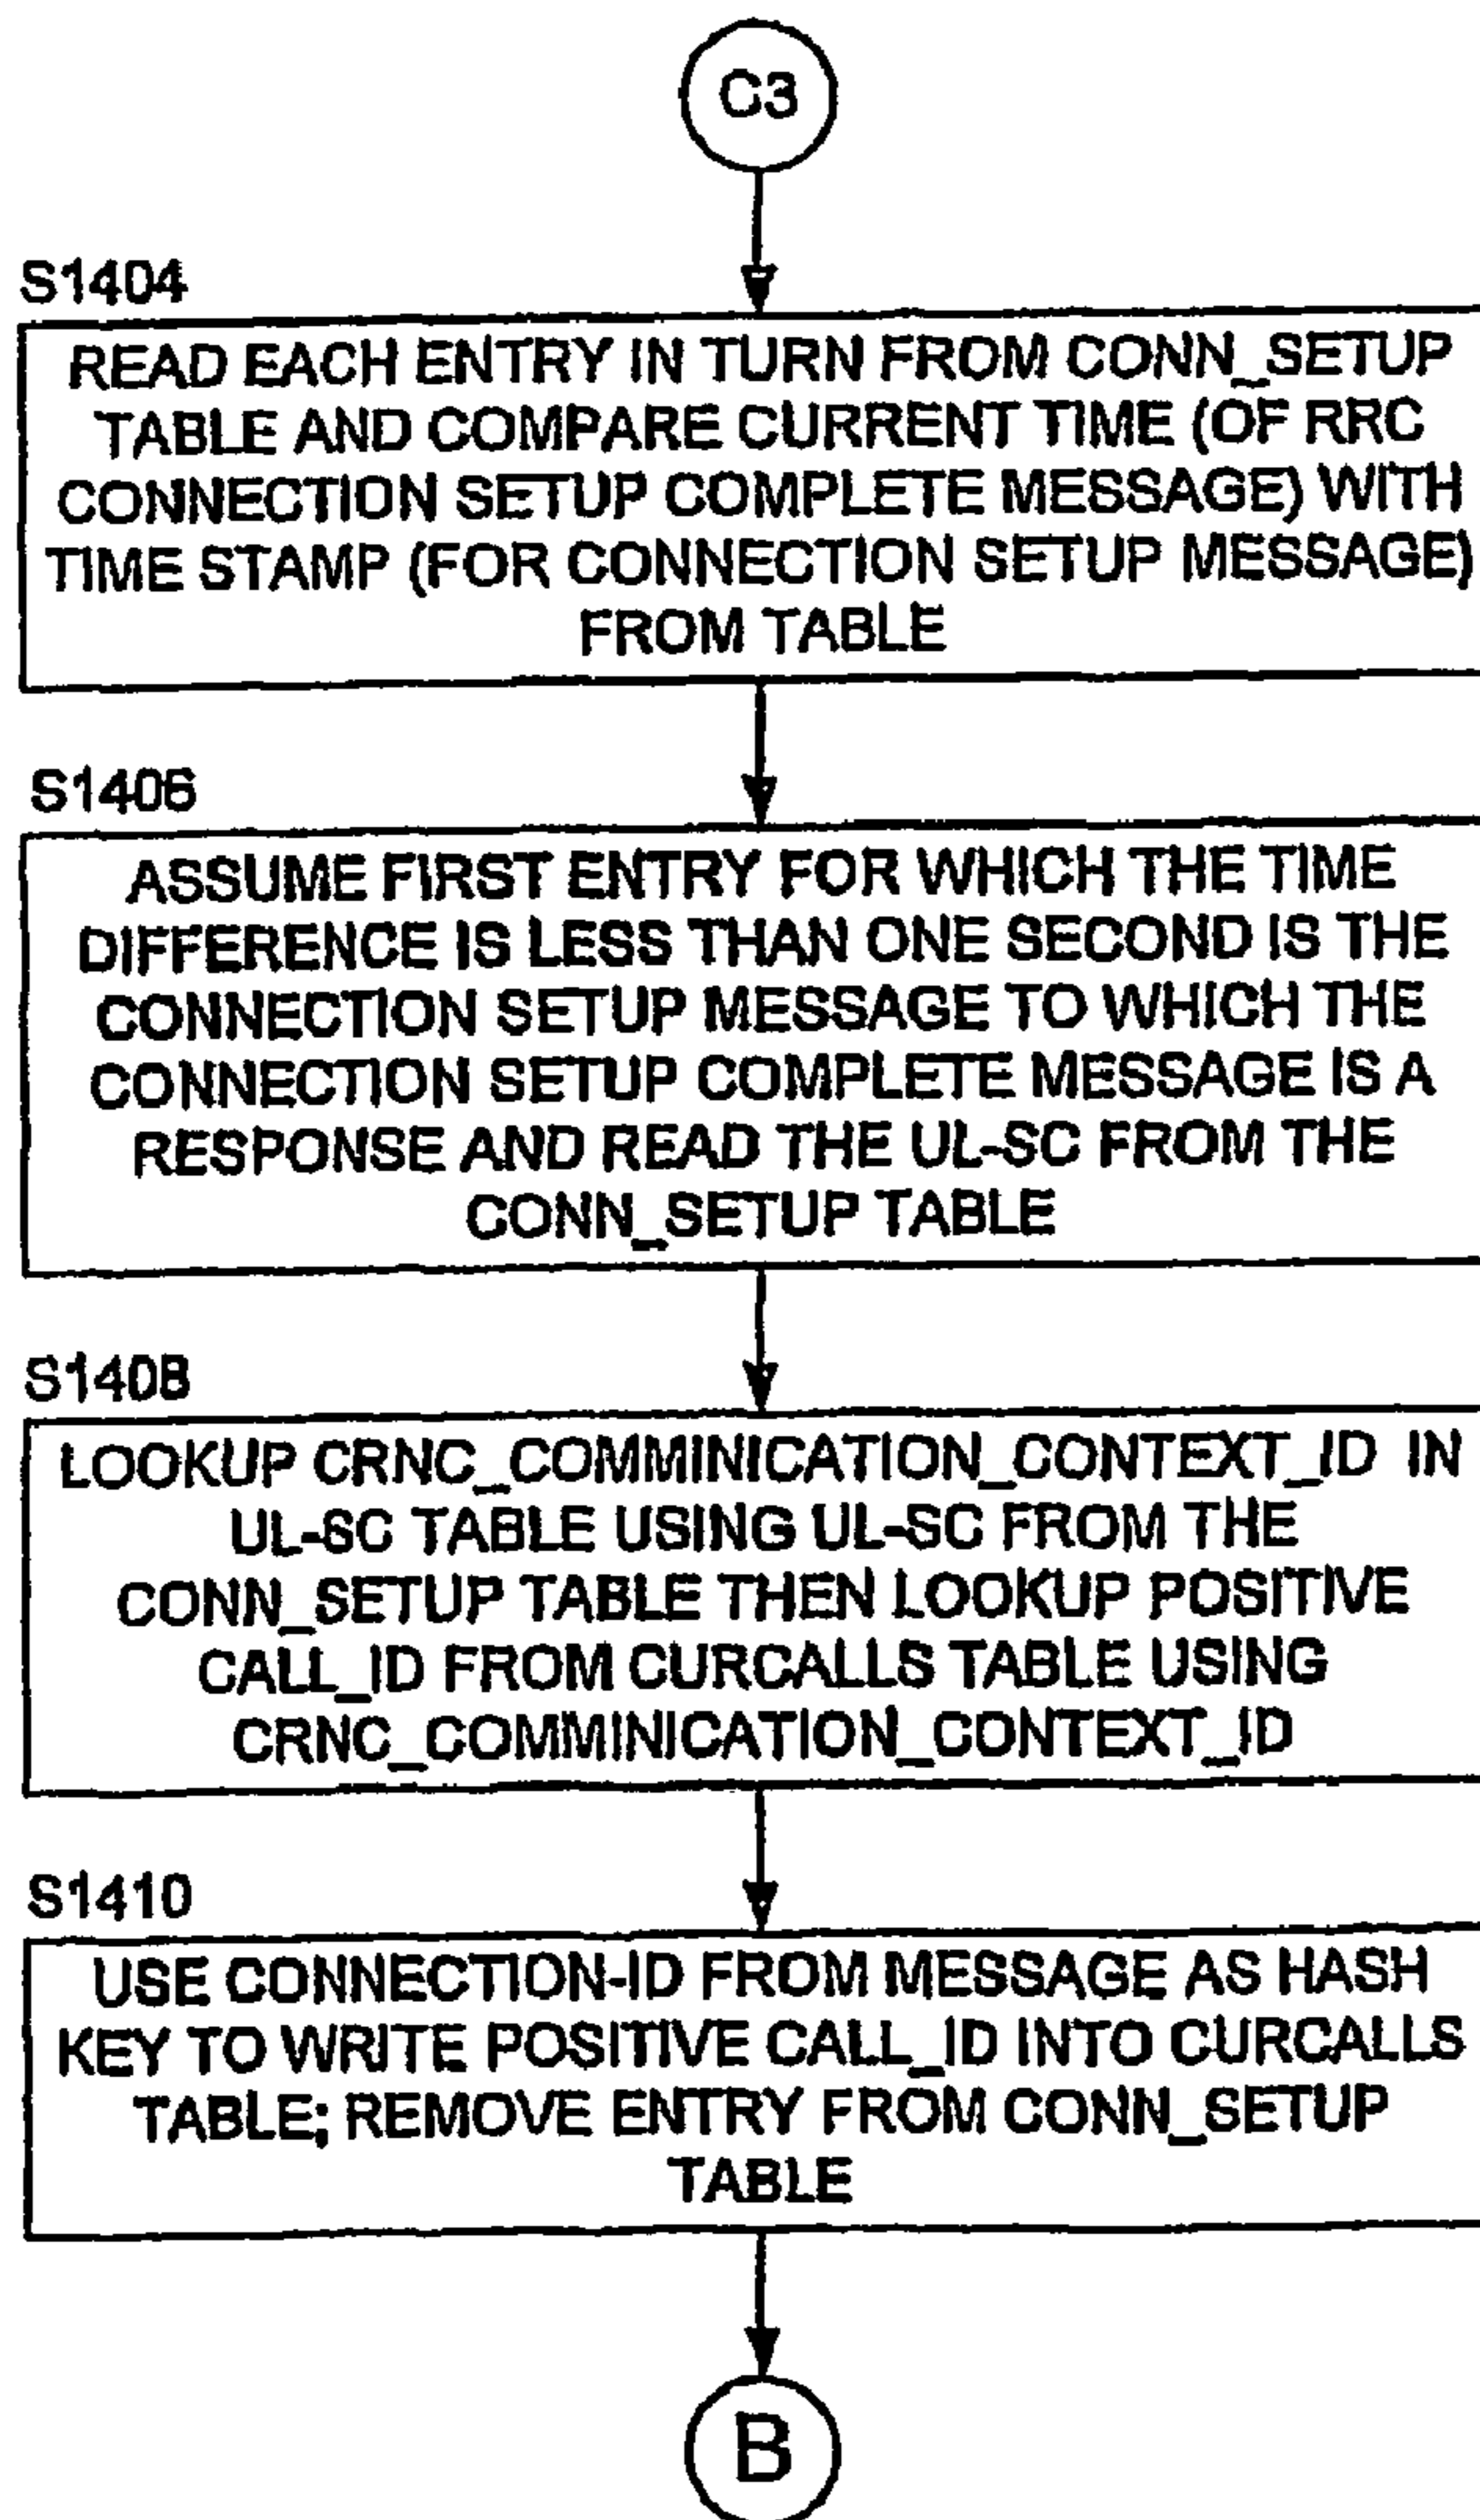 C3
S1404
READ EACH ENTRY IN TURN FROM CONN_SETUP
TABLE AND COMPARE CURRENT TIME (OF RRC
CONNECTION SETUP COMPLETE MESSAGE) WITH
TIME STAMP (FOR CONNECTION SETUP MESSAGE)
FROM TABLE
S1406
ASSUME FIRST ENTRY FOR WHICH THE TIME
DIFFERENCE IS LESS THAN ONE SECOND IS THE
CONNECTION SETUP MESSAGE TO WHICH THE
CONNECTION SETUP COMPLETE MESSAGE IS A
RESPONSE AND READ THE UL-SC FROM THE
CONN_SETUP TABLE
S1408
LOOKUP CRNC_COMMINICATION_CONTEXT_ID IN
UL-SC TABLE USING UL-SC FROM THE
CONN_SETUP TABLE THEN LOOKUP POSITIVE
CALL_ID FROM CURCALLS TABLE USING
CRNC_COMMINICATION_CONTEXT_ID
S1410
USE CONNECTION-ID FROM MESSAGE AS HASH
KEY TO WRITE POSITIVE CALL_ID INTO CURCALLS
TABLE; REMOVE ENTRY FROM CONN_SETUP
TABLE
B